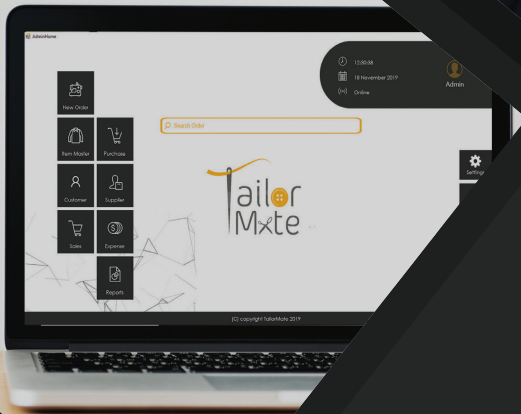 AdminHome
12:50:38
18 November 2019
Online
Admin
New Order
Search Order
Item Master
Purchase
Settings
Tailor
Mate
Customer
Supplier
Sales
Expense
Reports
(C) copyright TailorMate 2019